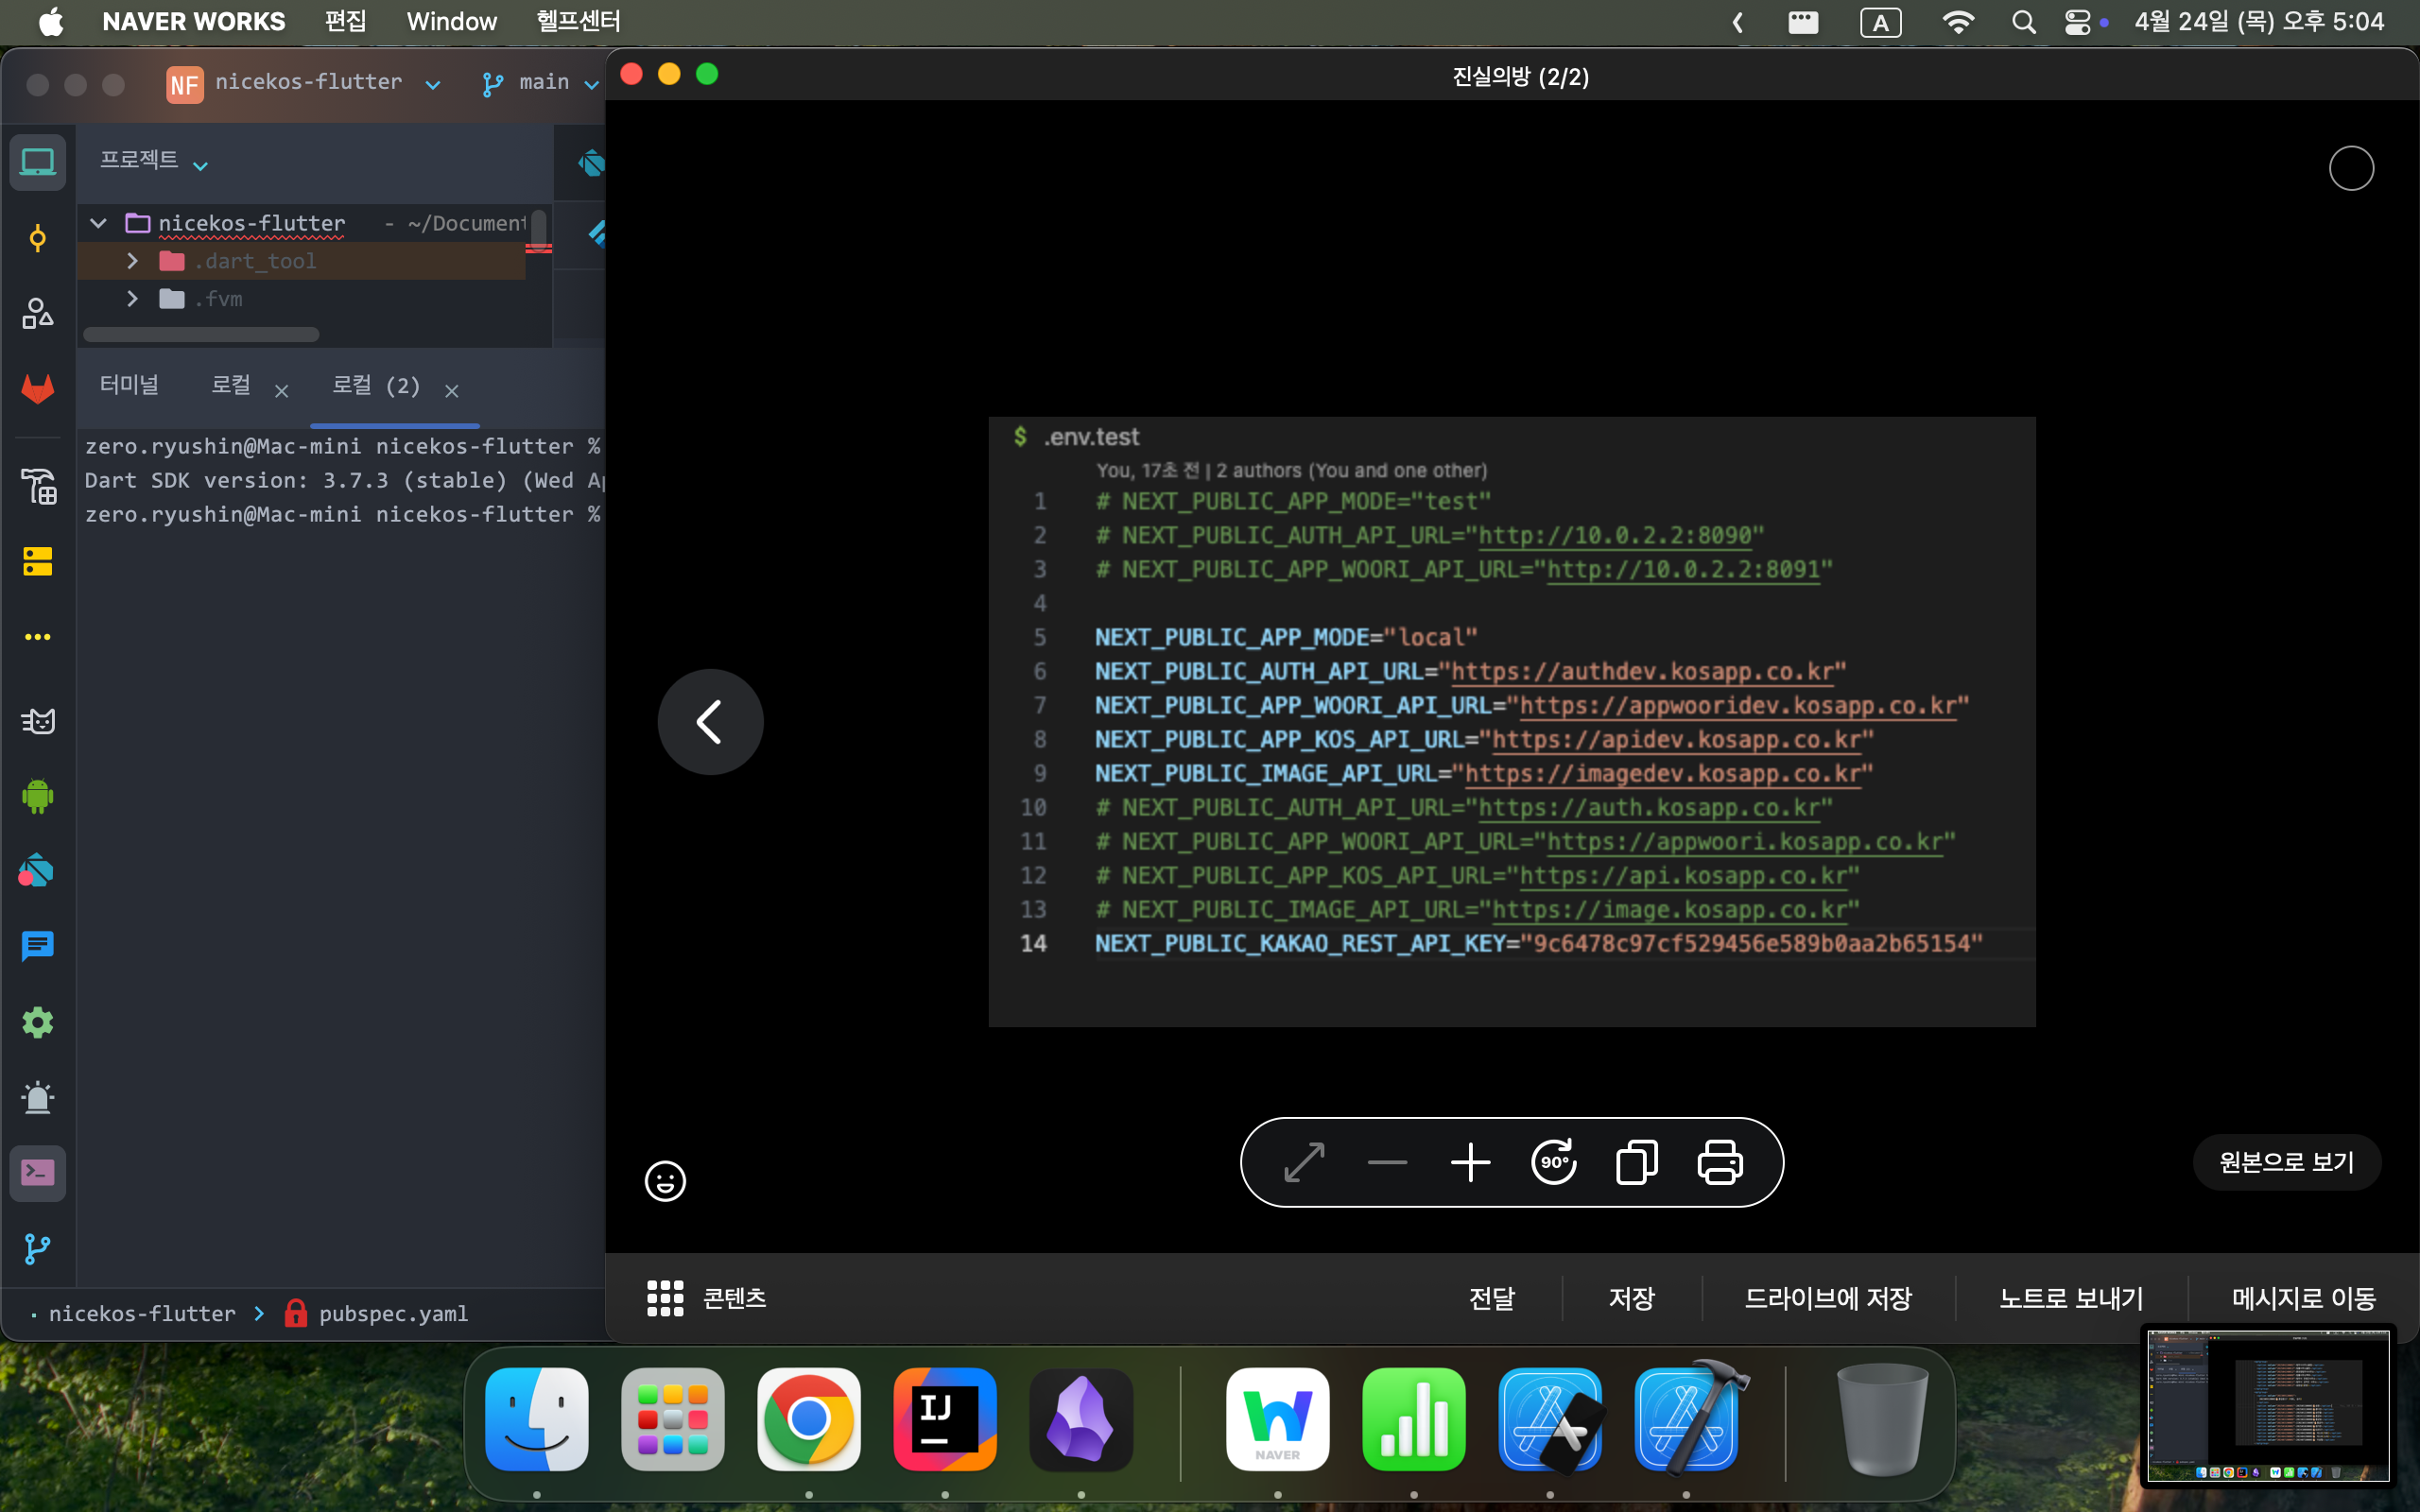 NAVER WORKS 편집 Window 헬프센터 A 4월 24일 (목) 오후 5:04
NF nicekos-flutter main
진실의방 (2/2)
프로젝트
nicekos-flutter - ~/Document
.dart_tool
.fvm
터미널 로컬 로컬 (2)
zero.ryushin@Mac-mini nicekos-flutter %
Dart SDK version: 3.7.3 (stable) (Wed Ap
zero.ryushin@Mac-mini nicekos-flutter %
$ .env.test
You, 17초 전 | 2 authors (You and one other)
1 # NEXT_PUBLIC_APP_MODE="test"
2 # NEXT_PUBLIC_AUTH_API_URL="http://10.0.2.2:8090"
3 # NEXT_PUBLIC_APP_WOORI_API_URL="http://10.0.2.2:8091"
4
5 NEXT_PUBLIC_APP_MODE="local"
6 NEXT_PUBLIC_AUTH_API_URL="https://authdev.kosapp.co.kr"
7 NEXT_PUBLIC_APP_WOORI_API_URL="https://appwooridev.kosapp.co.kr"
8 NEXT_PUBLIC_APP_KOS_API_URL="https://apidev.kosapp.co.kr"
9 NEXT_PUBLIC_IMAGE_API_URL="https://imagedev.kosapp.co.kr"
10 # NEXT_PUBLIC_AUTH_API_URL="https://auth.kosapp.co.kr"
11 # NEXT_PUBLIC_APP_WOORI_API_URL="https://appwoori.kosapp.co.kr"
12 # NEXT_PUBLIC_APP_KOS_API_URL="https://api.kosapp.co.kr"
13 # NEXT_PUBLIC_IMAGE_API_URL="https://image.kosapp.co.kr"
14 NEXT_PUBLIC_KAKAO_REST_API_KEY="9c6478c97cf529456e589b0aa2b65154"
90°
원본으로 보기
콘텐츠 전달 저장 드라이브에 저장 노트로 보내기 메시지로 이동
nicekos-flutter > pubspec.yaml
IJ
NAVER